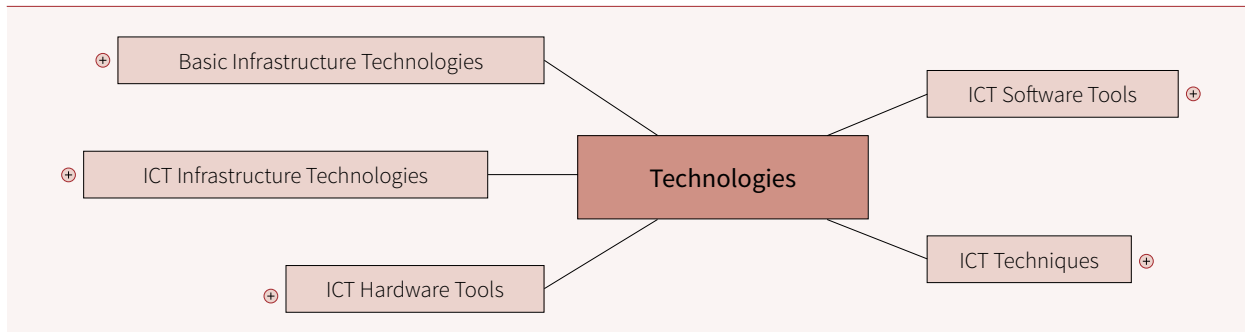 Basic Infrastructure Technologies
ICT Software Tools
ICT Infrastructure Technologies
Technologies
ICT Techniques
ICT Hardware Tools